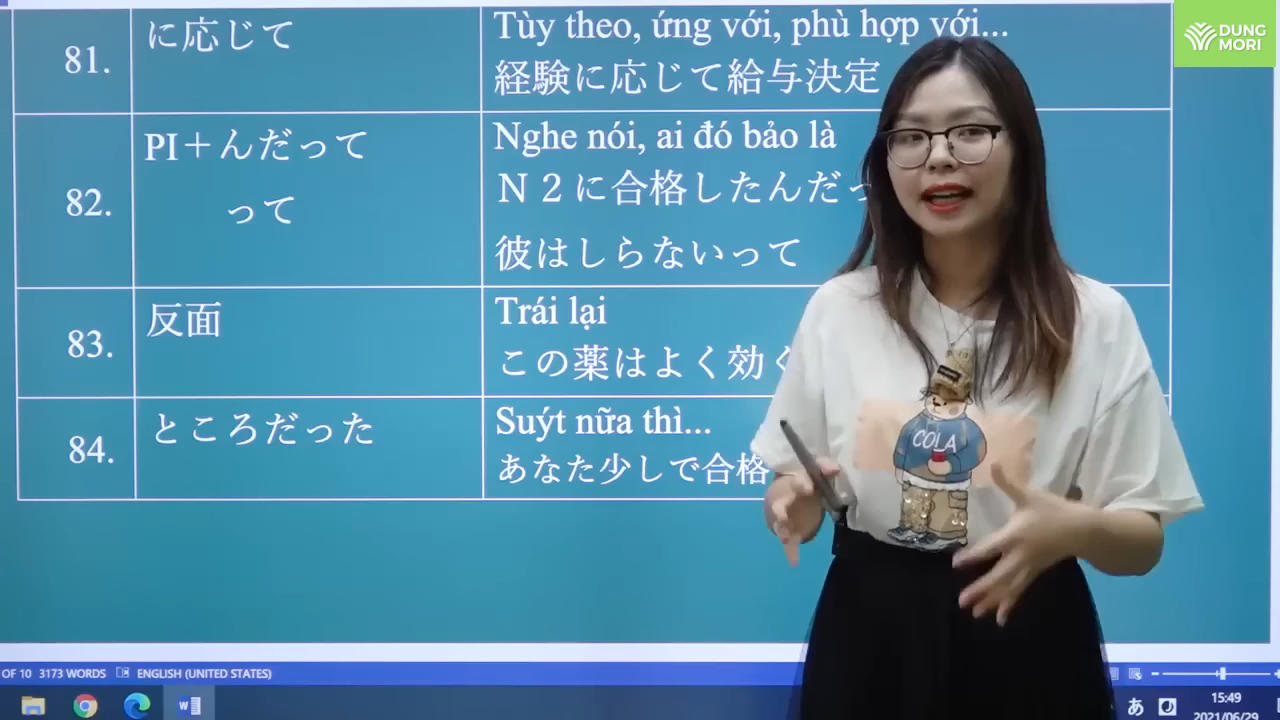 DUNG
MORI
81.
に応じて
Tùy theo, ứng với, phù hợp với...
経験に応じて給与決定
82.
PI＋んだって
って
Nghe nói, ai đó bảo là
Ｎ２に合格したんだっ
彼はしらないって
83.
反面
Trái lại
この薬はよく効く
84.
ところだった
Suýt nữa thì...
あなた少しで合格
COLA
OF 10 3173 WORDS ENGLISH (UNITED STATES)
あ
15:49
2021/06/29